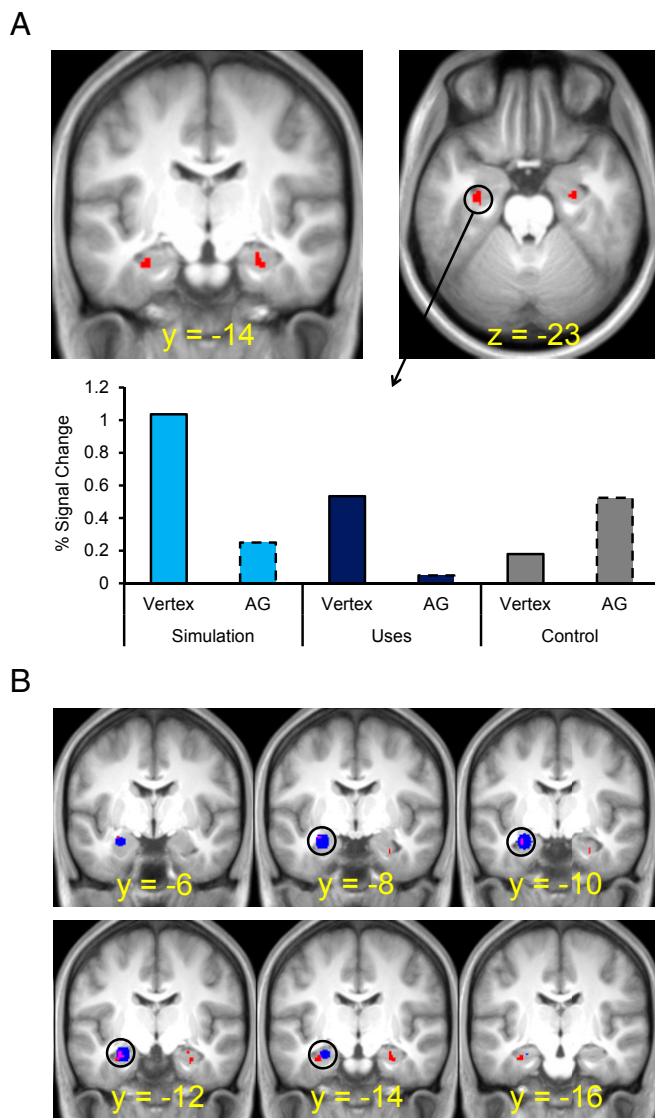 A
y = -14
z = -23
1.2
1
0.8
0.6
0.4
0.2
0
% Signal Change
Vertex AG Vertex AG Vertex AG
Simulation Uses Control
B
y = -6 y = -8 y = -10
y = -12 y = -14 y = -16